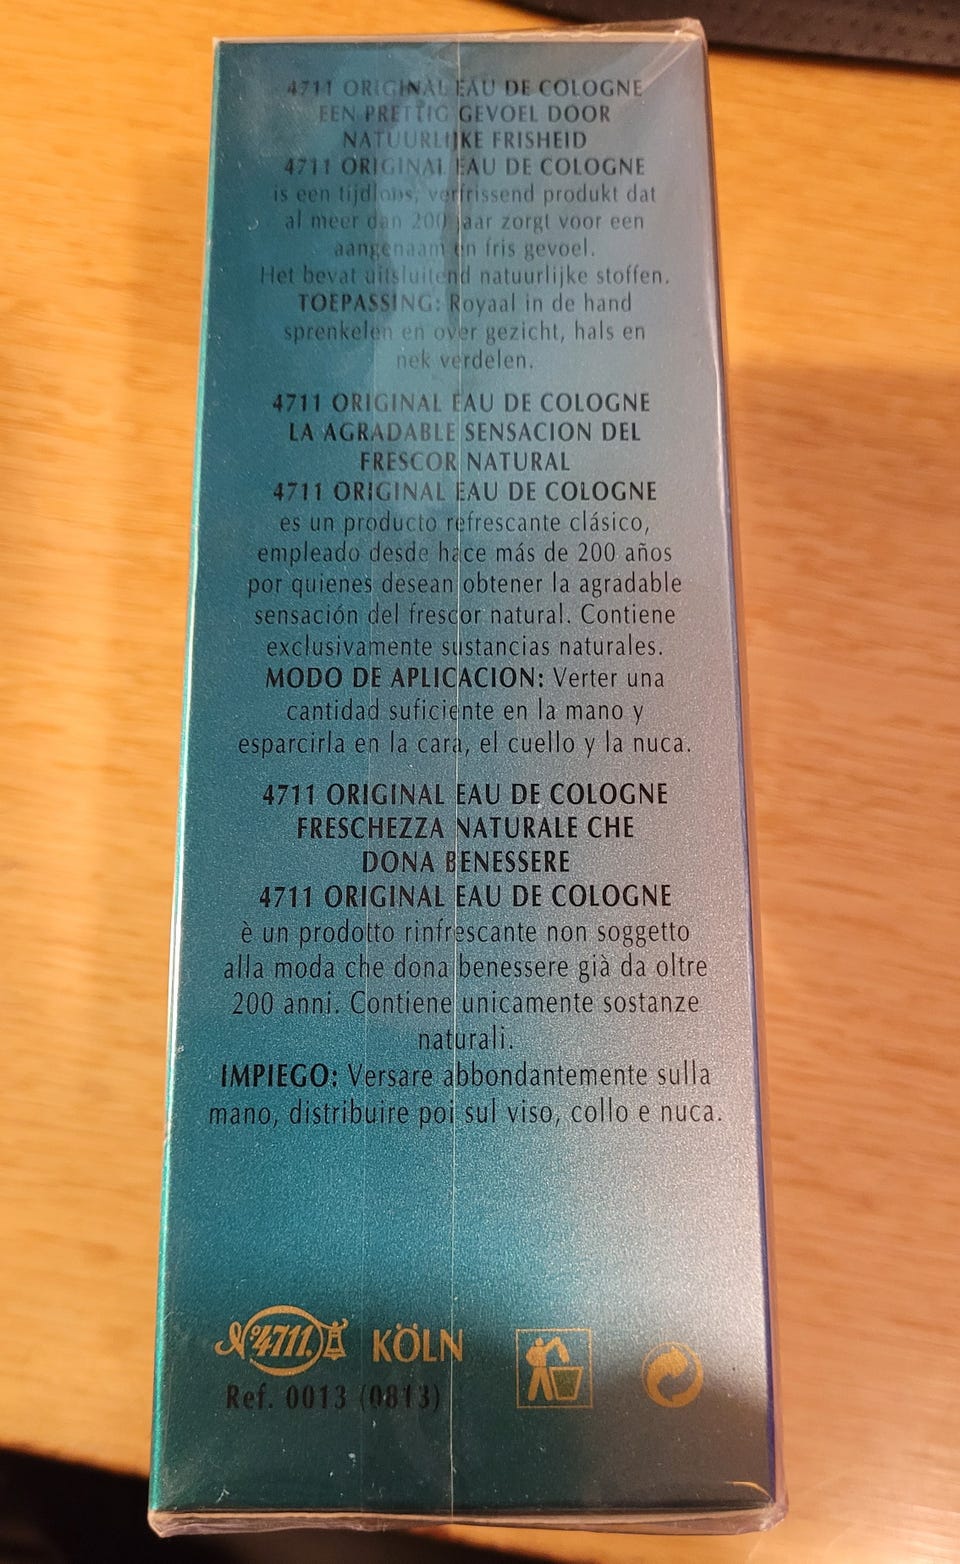 4711 ORIGINAL EAU DE COLOGNE
EEN PRETTIG GEVOEL DOOR
NATUURLIJKE FRISHEID
4711 ORIGINAL EAU DE COLOGNE
is een tijdloos, verfrissend produkt dat
al meer dan 200 jaar zorgt voor een
aangenaam en fris gevoel.
Het bevat uitsluitend natuurlijke stoffen.
TOEPASSING: Royaal in de hand
sprenkelen en over gezicht, hals en
nek verdelen.
4711 ORIGINAL EAU DE COLOGNE
LA AGRADABLE SENSACION DEL
FRESCOR NATURAL
4711 ORIGINAL EAU DE COLOGNE
es un producto refrescante clásico,
empleado desde hace más de 200 años
por quienes desean obtener la agradable
sensación del frescor natural. Contiene
exclusivamente sustancias naturales.
MODO DE APLICACION: Verter una
cantidad suficiente en la mano y
esparcirla en la cara, el cuello y la nuca.
4711 ORIGINAL EAU DE COLOGNE
FRESCHEZZA NATURALE CHE
DONA BENESSERE
4711 ORIGINAL EAU DE COLOGNE
è un prodotto rinfrescante non soggetto
alla moda che dona benessere già da oltre
200 anni. Contiene unicamente sostanze
naturali.
IMPIEGO: Versare abbondantemente sulla
mano, distribuire poi sul viso, collo e nuca.
Nº 4711. KÖLN
Ref. 0013 (0813)